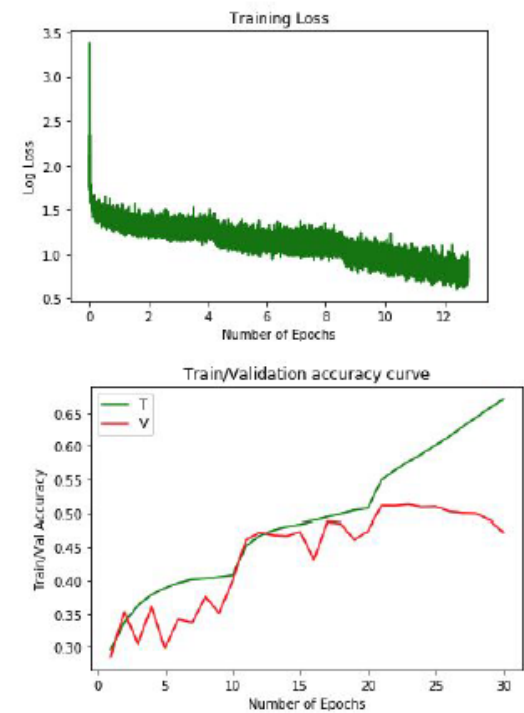 Training Loss
3.5
3.0
2.5
2.0
1.5
1.0
0.5
Log Loss
0 2 4 6 8 10 12
Number of Epochs
Train/Validation accuracy curve
T
V
0.65
0.60
0.55
0.50
0.45
0.40
0.35
0.30
Train/Val Accuracy
0 5 10 15 20 25 30
Number of Epochs